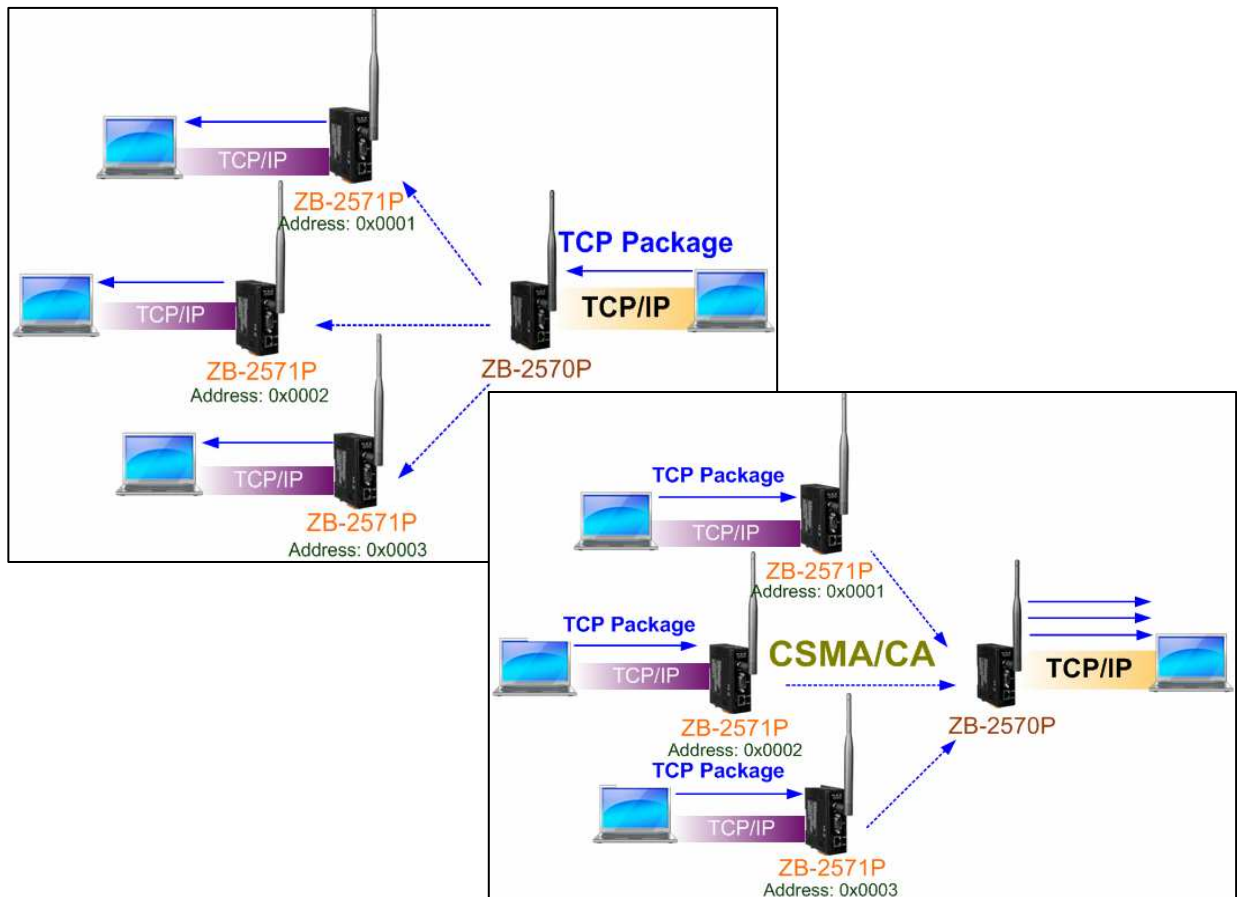 TCP/IP
ZB-2571P
Address: 0x0001
TCP Package
TCP/IP
TCP/IP
ZB-2570P
ZB-2571P
Address: 0x0002
TCP/IP
ZB-2571P
Address: 0x0003
TCP Package
TCP/IP
ZB-2571P
Address: 0x0001
TCP Package
CSMA/CA
TCP/IP
TCP/IP
ZB-2570P
ZB-2571P
Address: 0x0002
TCP Package
TCP/IP
ZB-2571P
Address: 0x0003